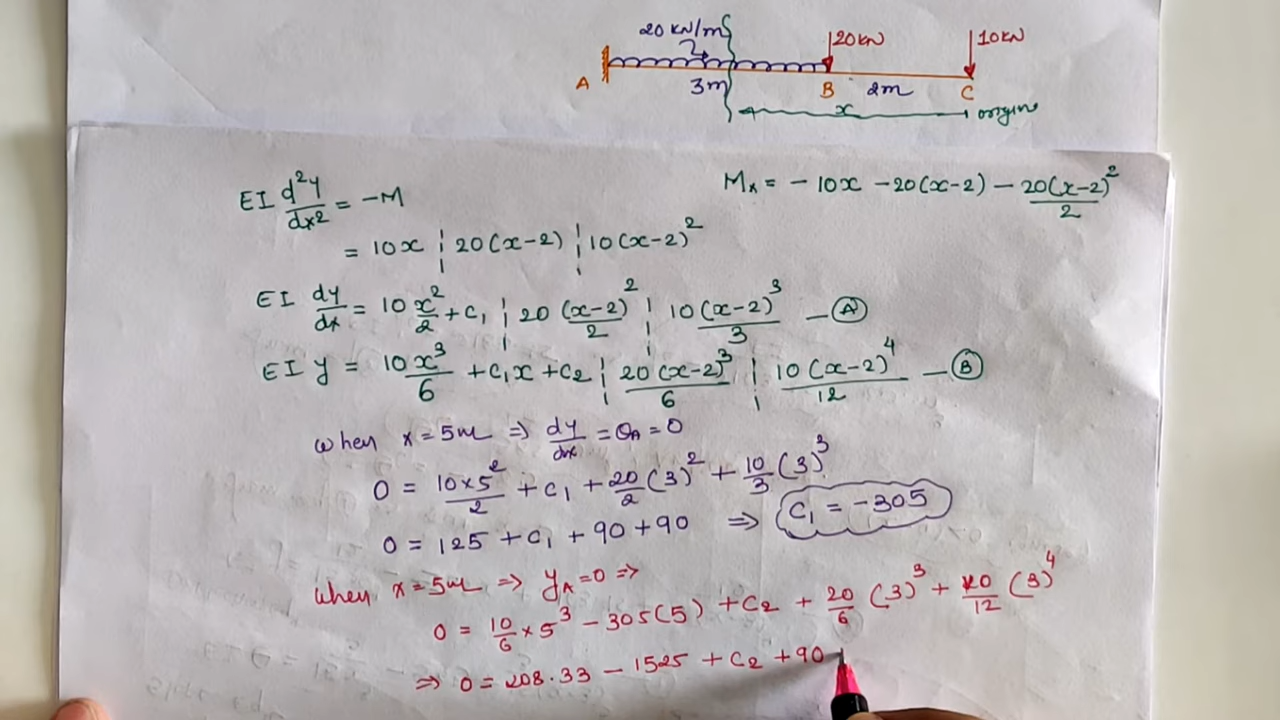 20 kN/m 20kN 10kN
A 3m B 2m C
x origin
EI d²y/dx² = -M
Mx = - 10x - 20(x-2) - 20(x-2)²/2
= 10x ¦ 20(x-2) ¦ 10(x-2)²
EI dy/dx = 10 x²/2 + c₁ ¦ 20 (x-2)²/2 ¦ 10(x-2)³/3 — Ⓐ
EI y = 10x³/6 + c₁x + c₂ ¦ 20(x-2)³/6 ¦ 10(x-2)⁴/12 — Ⓑ
when x = 5m ⇒ dy/dx = θA = 0
0 = 10×5²/2 + c₁ + 20/2 (3)² + 10/3 (3)³
0 = 125 + c₁ + 90 + 90 ⇒ c₁ = -305
when x = 5m ⇒ yA = 0 ⇒
0 = 10/6 × 5³ - 305(5) + c₂ + 20/6 (3)³ + 10/12 (3)⁴
⇒ 0 = 208.33 - 1525 + c₂ + 90